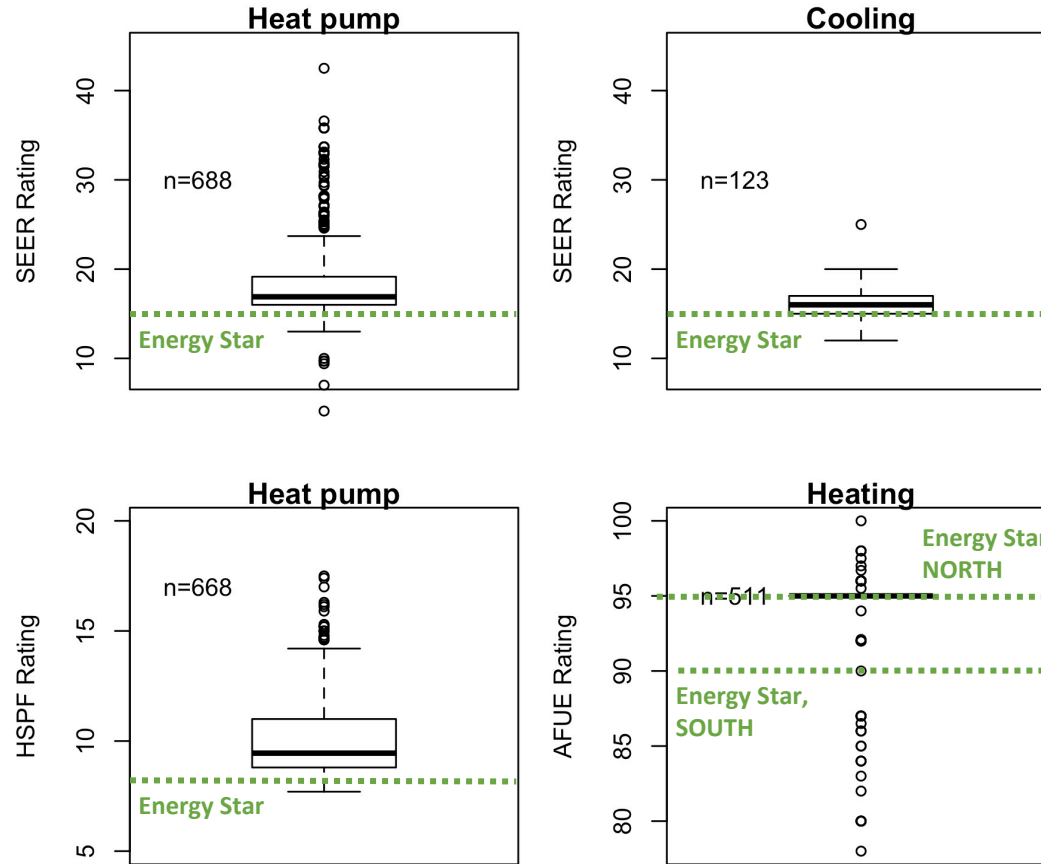 Heat pump
SEER Rating
40
30
20
10
n=688
Energy Star
Cooling
SEER Rating
40
30
20
10
n=123
Energy Star
Heat pump
HSPF Rating
20
15
10
5
n=668
Energy Star
Heating
AFUE Rating
100
95
90
85
80
n=511
Energy Star
NORTH
Energy Star,
SOUTH